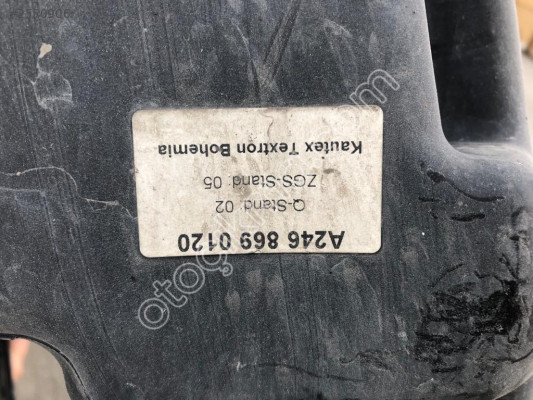 A246 869 0120
Q-Stand: 02
ZGS-Stand: 05
Kautex Textron Bohemia